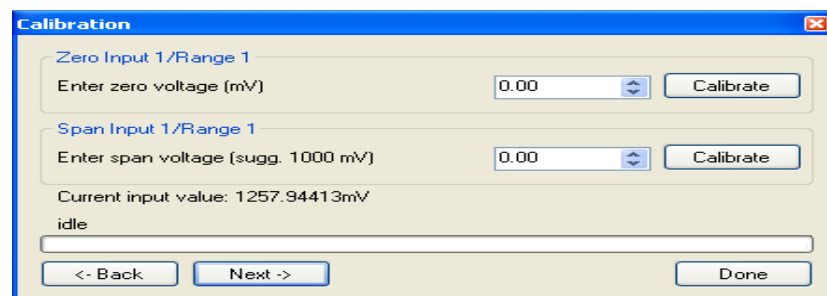 Calibration
Zero Input 1/Range 1
Enter zero voltage (mV) 0.00 Calibrate
Span Input 1/Range 1
Enter span voltage (sugg. 1000 mV) 0.00 Calibrate
Current input value: 1257.94413mV
idle
<- Back Next -> Done